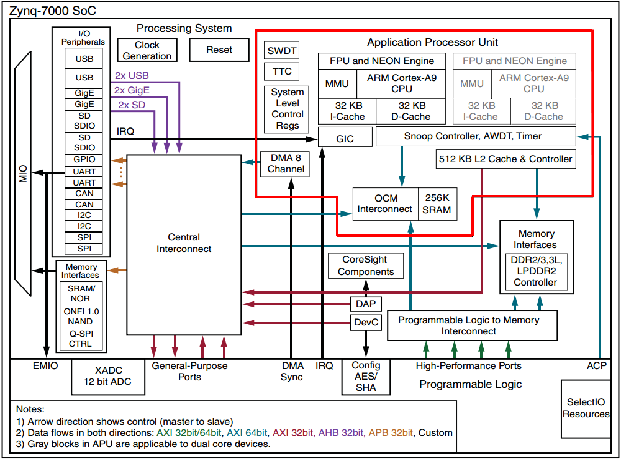 Zynq-7000 SoC
Processing System
I/O
Peripherals
USB
USB
GigE
GigE
SD
SDIO
SD
SDIO
GPIO
UART
UART
CAN
CAN
I2C
I2C
SPI
SPI
MIO
Memory
Interfaces
SRAM/
NOR
ONFI 1.0
NAND
Q-SPI
CTRL
Clock
Generation
Reset
2x USB
2x GigE
2x SD
IRQ
Central
Interconnect
SWDT
TTC
System
Level
Control
Regs
DMA 8
Channel
Application Processor Unit
FPU and NEON Engine
MMU
ARM Cortex-A9
CPU
32 KB
I-Cache
32 KB
D-Cache
FPU and NEON Engine
MMU
ARM Cortex-A9
CPU
32 KB
I-Cache
32 KB
D-Cache
GIC
Snoop Controller, AWDT, Timer
512 KB L2 Cache & Controller
OCM
Interconnect
256K
SRAM
CoreSight
Components
DAP
DevC
Memory
Interfaces
DDR2/3,3L,
LPDDR2
Controller
Programmable Logic to Memory
Interconnect
EMIO
XADC
12 bit ADC
General-Purpose
Ports
DMA
Sync
IRQ
Config
AES/
SHA
High-Performance Ports
ACP
Programmable Logic
SelectIO
Resources
Notes:
1) Arrow direction shows control (master to slave)
2) Data flows in both directions: AXI 32bit/64bit, AXI 64bit, AXI 32bit, AHB 32bit, APB 32bit, Custom
3) Gray blocks in APU are applicable to dual core devices.